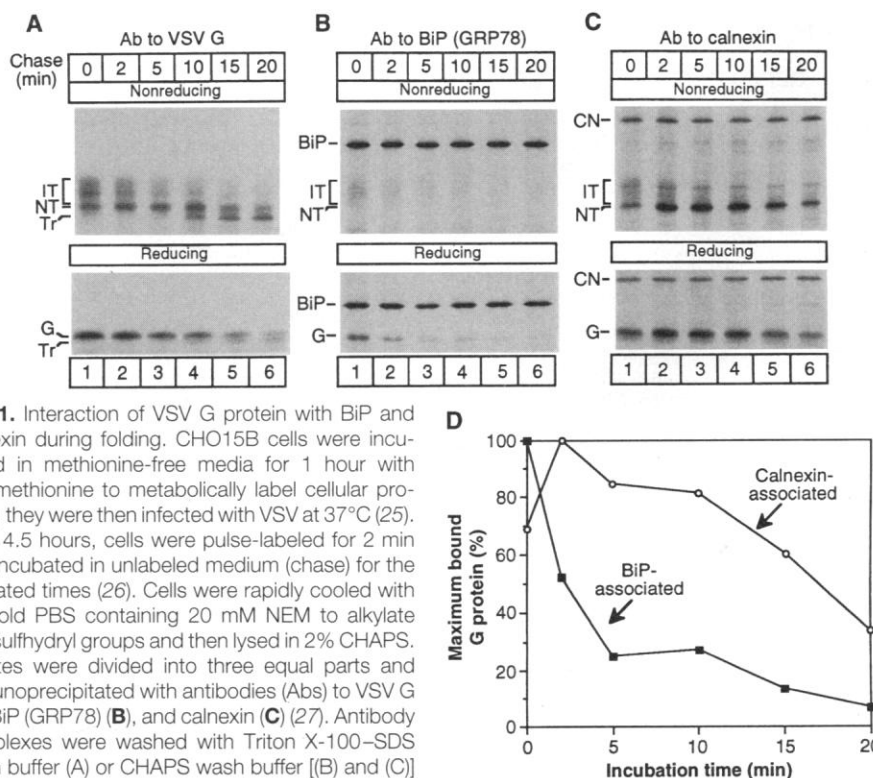 A
Ab to VSV G
Chase (min)
0 2 5 10 15 20
Nonreducing
IT
NT
Tr
Reducing
G
Tr
1 2 3 4 5 6
B
Ab to BiP (GRP78)
0 2 5 10 15 20
Nonreducing
BiP
IT
NT
Reducing
BiP
G
1 2 3 4 5 6
C
Ab to calnexin
0 2 5 10 15 20
Nonreducing
CN
IT
NT
Reducing
CN
G
1 2 3 4 5 6
1. Interaction of VSV G protein with BiP and
exin during folding. CHO15B cells were incu-
d in methionine-free media for 1 hour with
methionine to metabolically label cellular pro-
they were then infected with VSV at 37°C (25).
4.5 hours, cells were pulse-labeled for 2 min
ncubated in unlabeled medium (chase) for the
ated times (26). Cells were rapidly cooled with
old PBS containing 20 mM NEM to alkylate
sulfhydryl groups and then lysed in 2% CHAPS.
tes were divided into three equal parts and
unoprecipitated with antibodies (Abs) to VSV G
BiP (GRP78) (B), and calnexin (C) (27). Antibody
plexes were washed with Triton X-100–SDS
h buffer (A) or CHAPS wash buffer [(B) and (C)]
D
Maximum bound
G protein (%)
100
80
60
40
20
0
Calnexin-
associated
BiP-
associated
0 5 10 15 20
Incubation time (min)